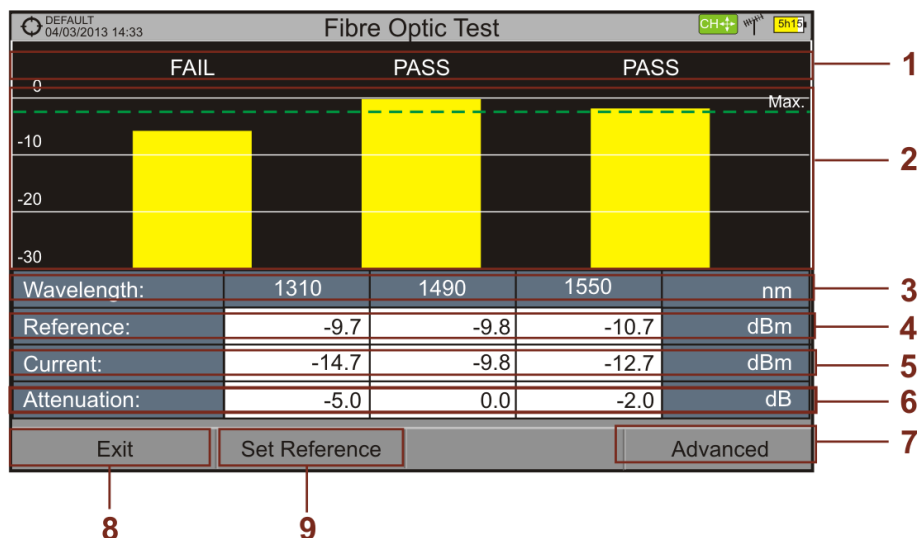 DEFAULT
04/03/2013 14:33
Fibre Optic Test
CH
5h15
FAIL PASS PASS
1
0
Max.
-10
2
-20
-30
Wavelength: 1310 1490 1550 nm
3
Reference: -9.7 -9.8 -10.7 dBm
4
Current: -14.7 -9.8 -12.7 dBm
5
Attenuation: -5.0 0.0 -2.0 dB
6
Exit Set Reference Advanced
7
8 9